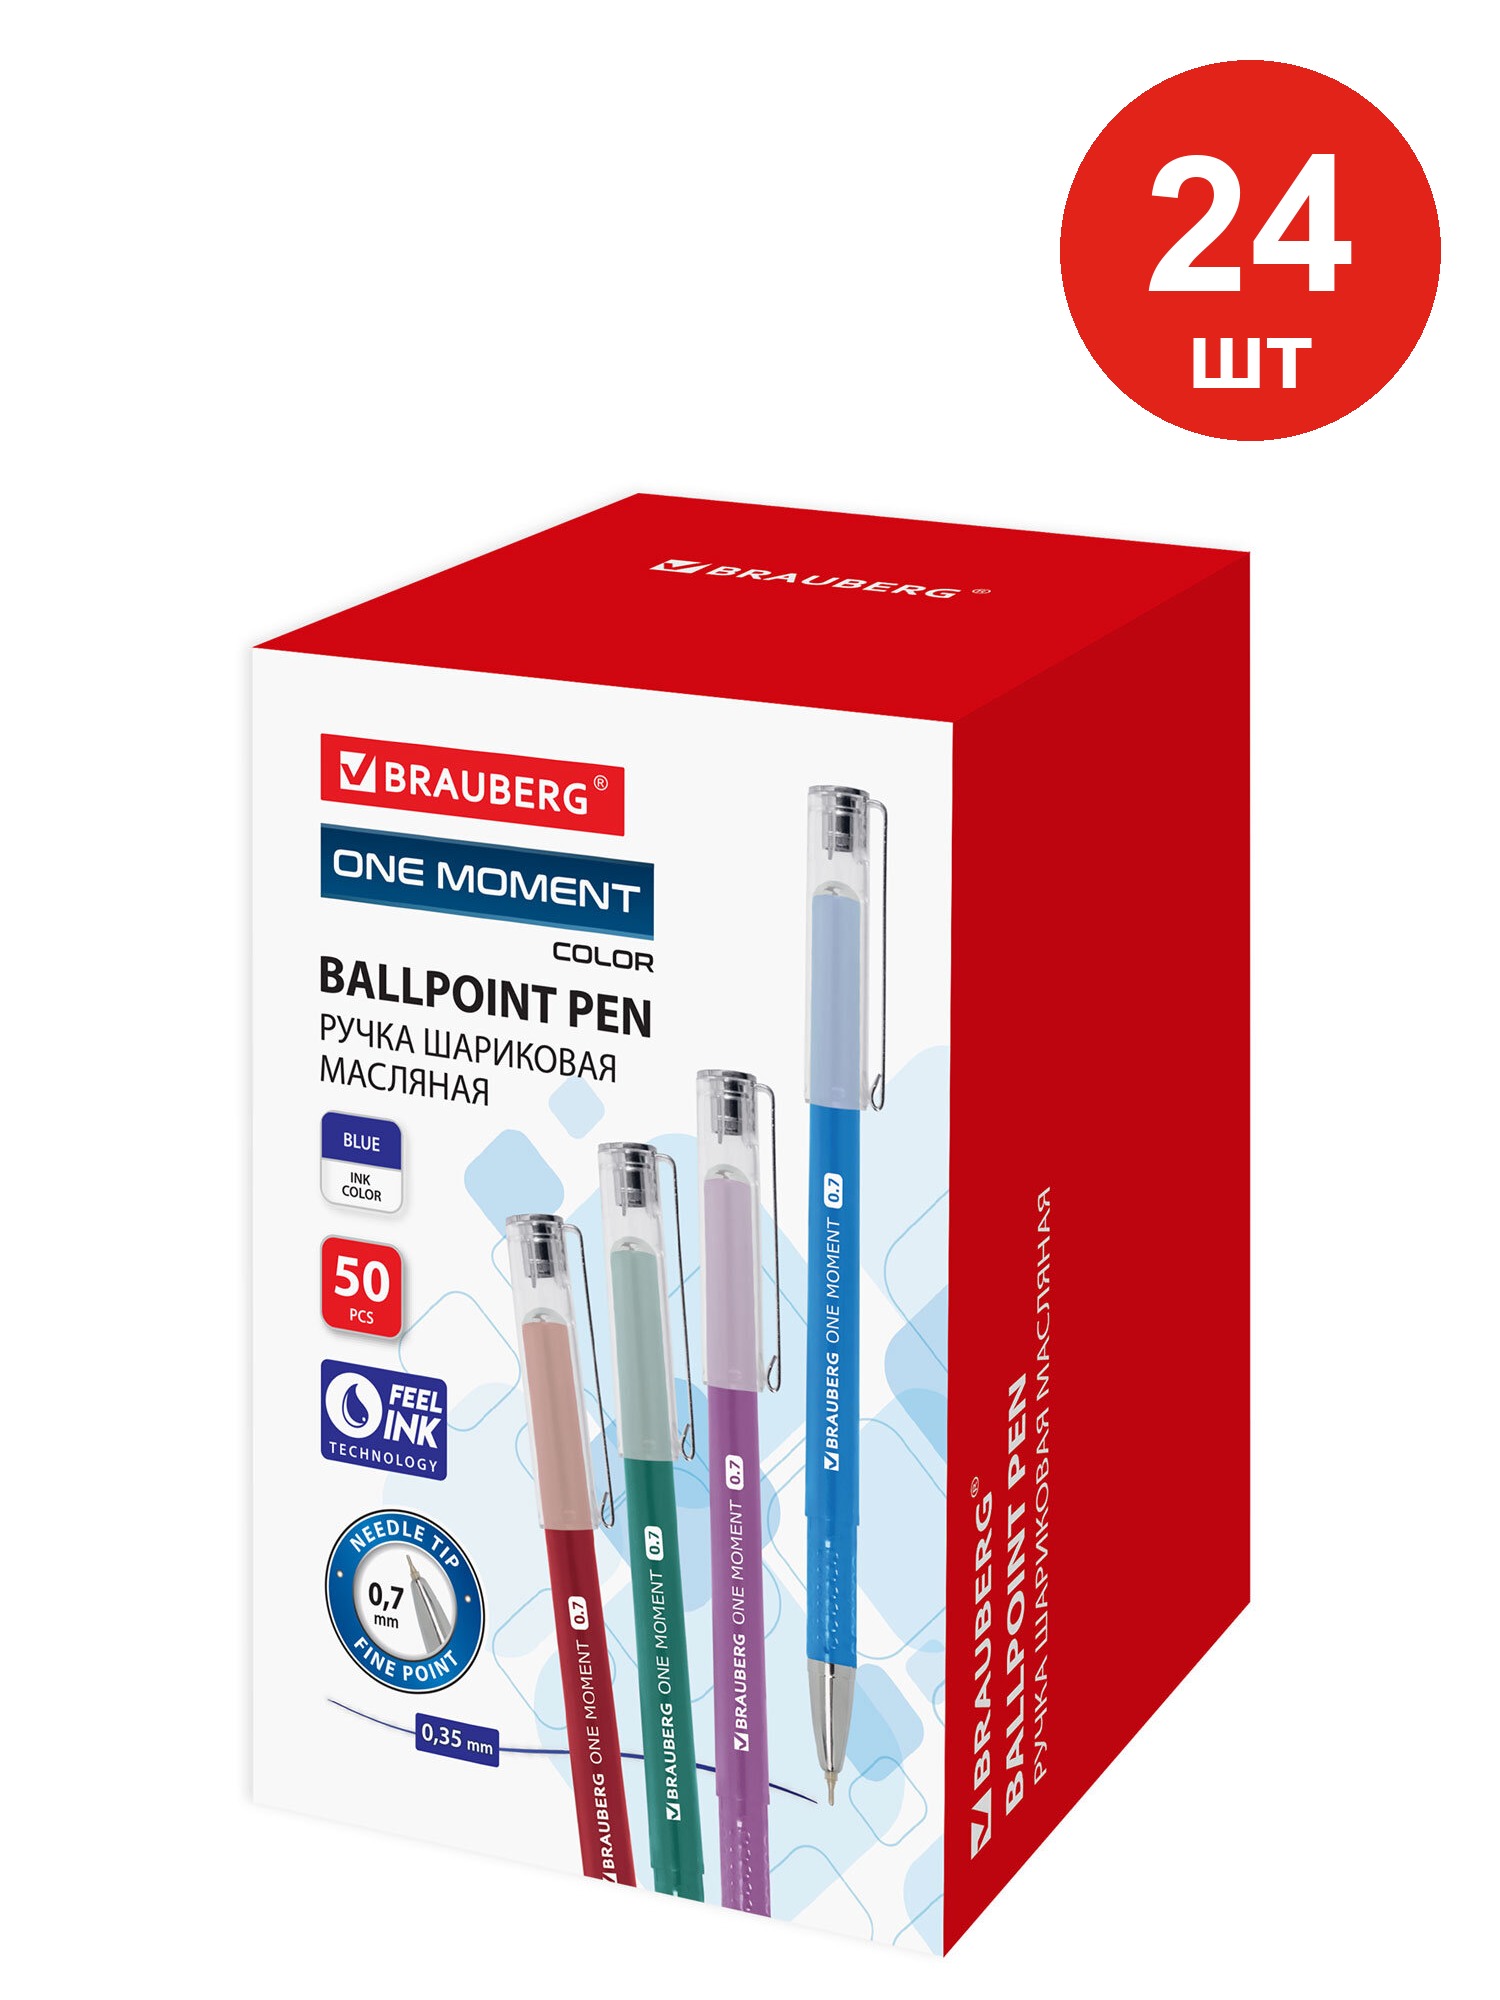 24
шт
BRAUBERG ®
BRAUBERG®
ONE MOMENT
COLOR
BALLPOINT PEN
РУЧКА ШАРИКОВАЯ
МАСЛЯНАЯ
BLUE
INK
COLOR
50
PCS
FEEL
INK
TECHNOLOGY
NEEDLE TIP
0,7
mm
FINE POINT
0,35 mm
BRAUBERG ONE MOMENT 0.7
BRAUBERG ONE MOMENT 0.7
BRAUBERG ONE MOMENT 0.7
BRAUBERG ONE MOMENT 0.7
BRAUBERG®
BALLPOINT PEN
РУЧКА ШАРИКОВАЯ МАСЛЯНАЯ